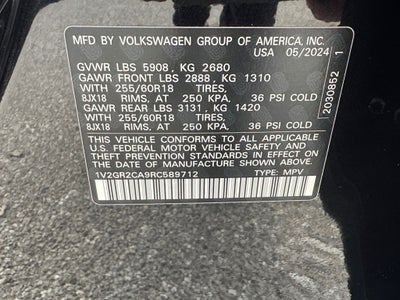 MFD BY VOLKSWAGEN GROUP OF AMERICA, INC.
USA 05/2024
GVWR LBS 5908, KG 2680
GAWR FRONT LBS 2888, KG 1310
WITH 255/60R18 TIRES,
8JX18 RIMS, AT 250 KPA, 36 PSI COLD
GAWR REAR LBS 3131, KG 1420
WITH 255/60R18 TIRES,
8JX18 RIMS, AT 250 KPA, 36 PSI COLD
THIS VEHICLE CONFORMS TO ALL APPLICABLE
U.S. FEDERAL MOTOR VEHICLE SAFETY AND
THEFT PREVENTION STANDARDS IN EFFECT ON
THE DATE OF MANUFACTURE SHOWN ABOVE.
1V2GR2CA9RC589712 TYPE: MPV
2030852 1